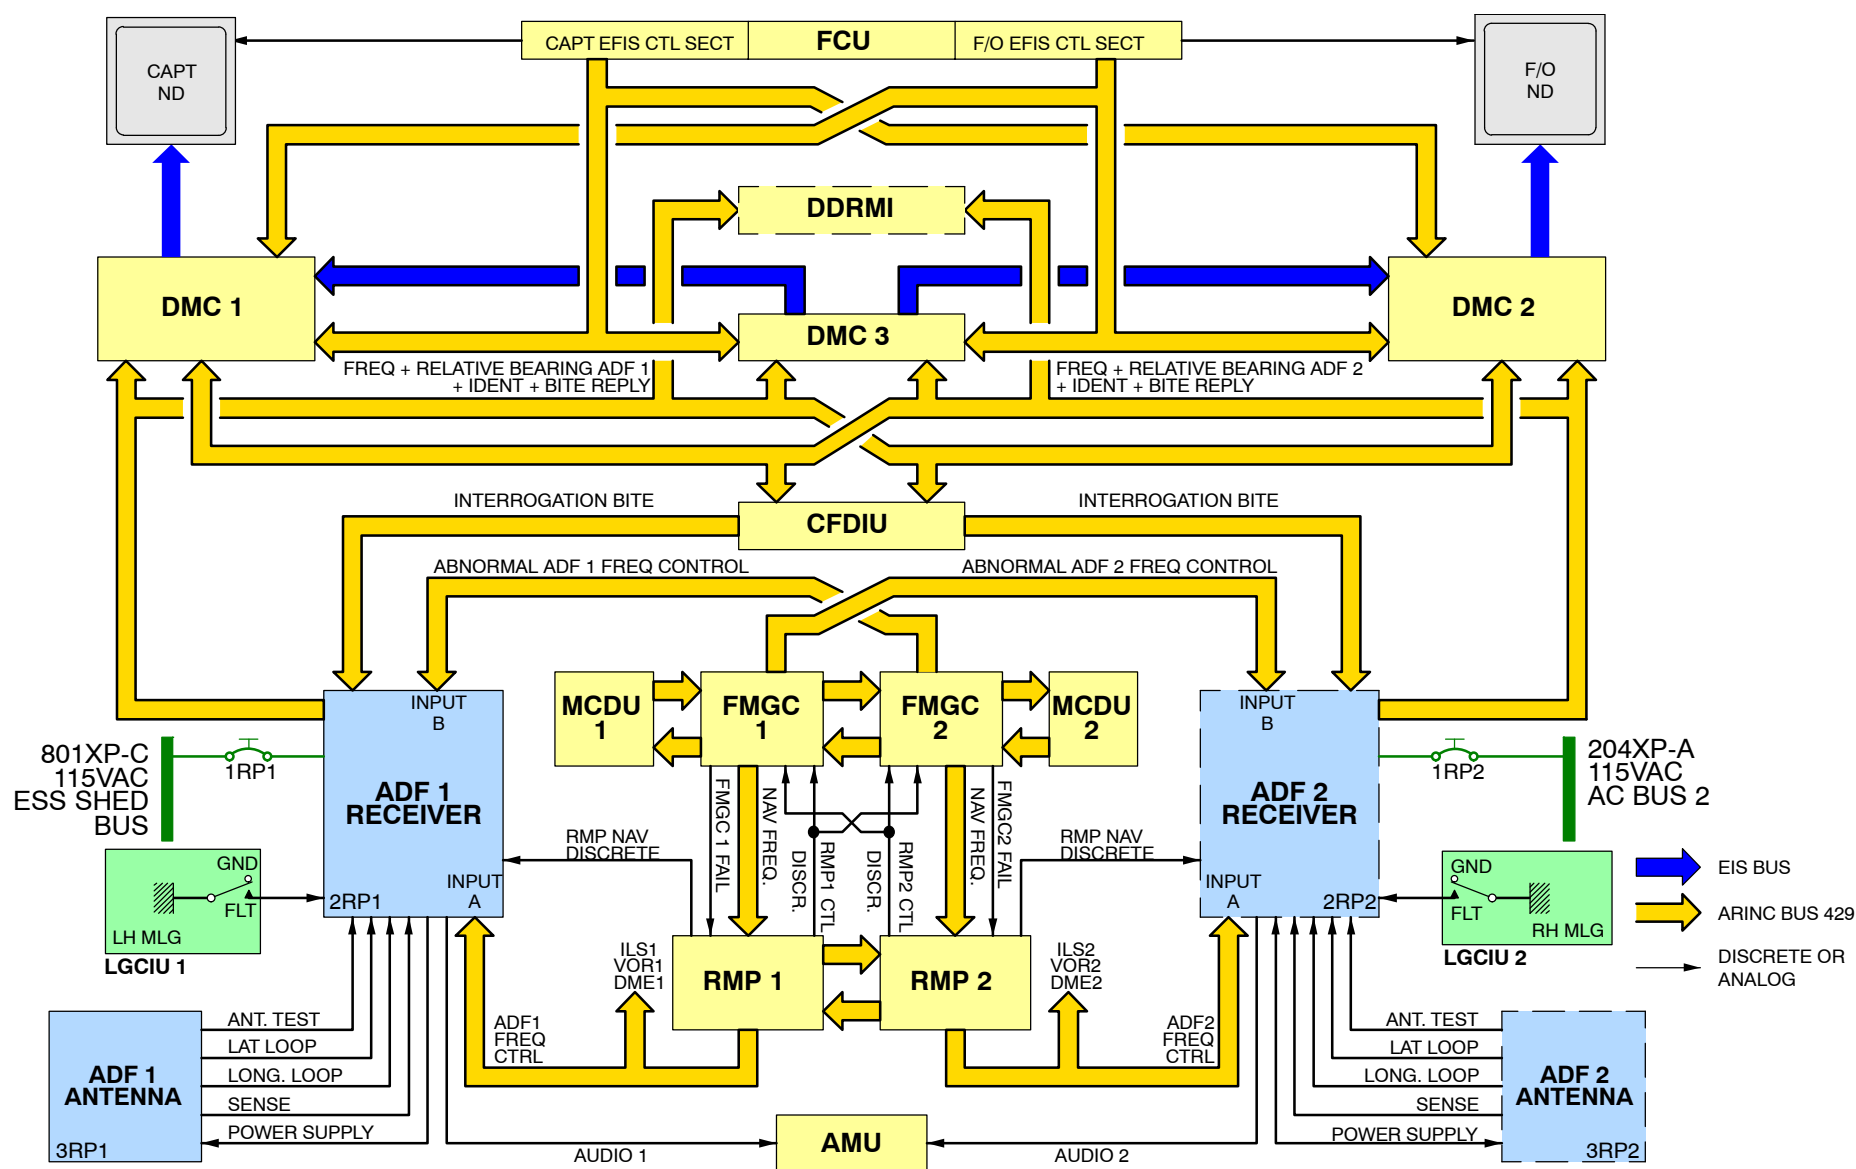 CAPT
ND
CAPT EFIS CTL SECT
FCU
F/O EFIS CTL SECT
F/O
ND
DDRMI
DMC 1
DMC 3
DMC 2
FREQ + RELATIVE BEARING ADF 1
+ IDENT + BITE REPLY
FREQ + RELATIVE BEARING ADF 2
+ IDENT + BITE REPLY
INTERROGATION BITE
CFDIU
INTERROGATION BITE
ABNORMAL ADF 1 FREQ CONTROL
ABNORMAL ADF 2 FREQ CONTROL
INPUT
B
MCDU
1
FMGC
1
FMGC
2
MCDU
2
INPUT
B
801XP-C
115VAC
ESS SHED
BUS
1RP1
ADF 1
RECEIVER
ADF 2
RECEIVER
1RP2
204XP-A
115VAC
AC BUS 2
RMP NAV
DISCRETE
FMGC 1 FAIL
NAV FREQ.
DISCR.
RMP1 CTL
DISCR.
RMP2 CTL
NAV FREQ.
FMGC2 FAIL
RMP NAV
DISCRETE
GND
FLT
LH MLG
LGCIU 1
2RP1
INPUT
A
INPUT
A
2RP2
GND
FLT
RH MLG
LGCIU 2
EIS BUS
ARINC BUS 429
DISCRETE OR
ANALOG
ILS1
VOR1
DME1
RMP 1
RMP 2
ILS2
VOR2
DME2
ADF1
FREQ
CTRL
ADF2
FREQ
CTRL
ANT. TEST
LAT LOOP
LONG. LOOP
SENSE
POWER SUPPLY
ADF 1
ANTENNA
3RP1
ANT. TEST
LAT LOOP
LONG. LOOP
SENSE
POWER SUPPLY
ADF 2
ANTENNA
3RP2
AUDIO 1
AMU
AUDIO 2